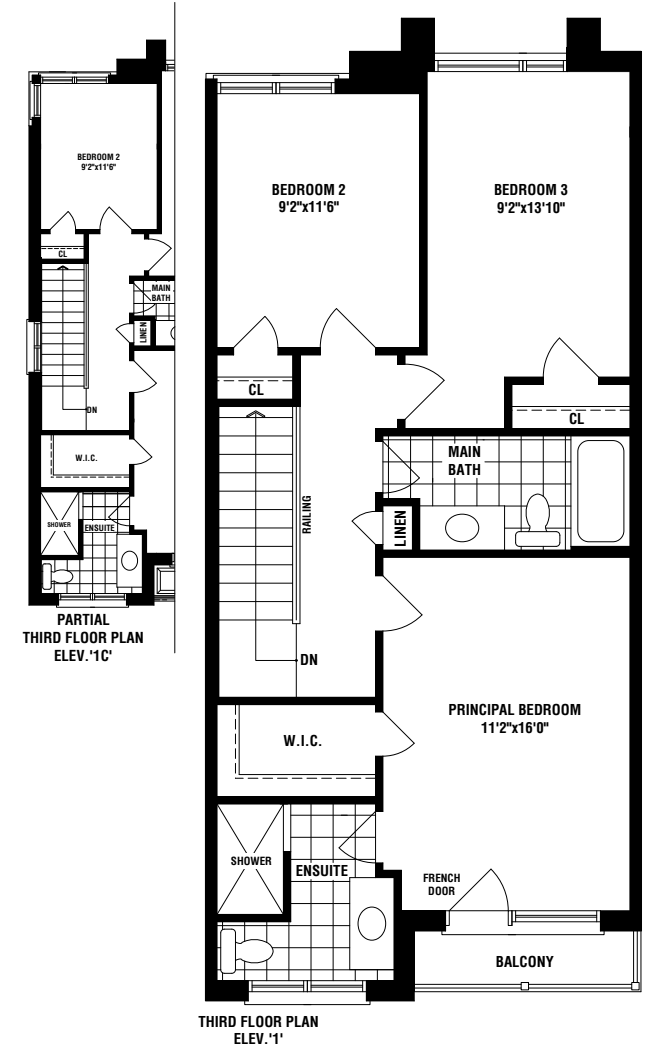 BEDROOM 2
9'2"x11'6"
CL
MAIN
BATH
LINEN
DN
W.I.C.
SHOWER
ENSUITE
PARTIAL
THIRD FLOOR PLAN
ELEV.'1C'
BEDROOM 2
9'2"x11'6"
BEDROOM 3
9'2"x13'10"
CL
CL
MAIN
BATH
LINEN
RAILING
DN
PRINCIPAL BEDROOM
11'2"x16'0"
W.I.C.
SHOWER
ENSUITE
FRENCH
DOOR
BALCONY
THIRD FLOOR PLAN
ELEV.'1'